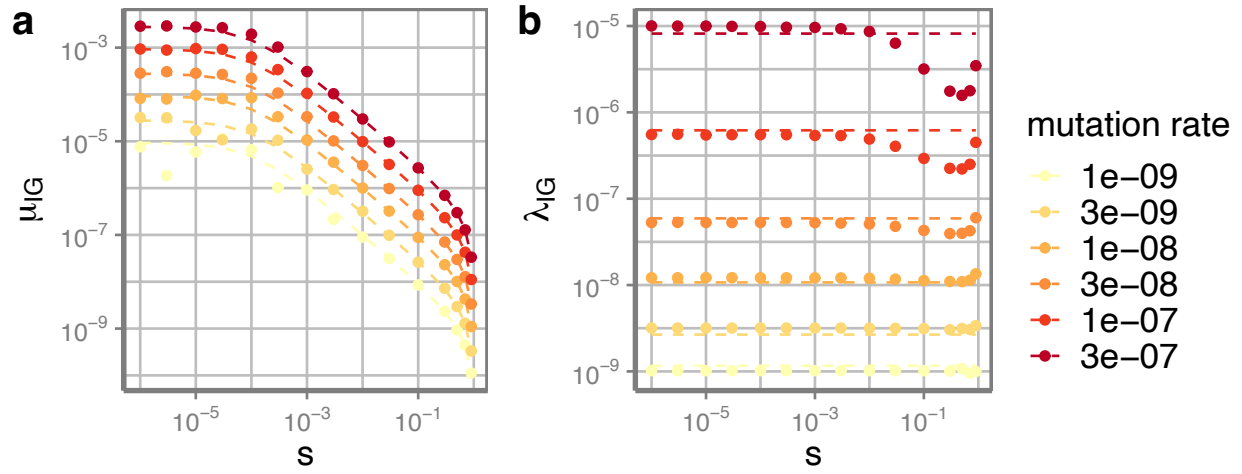 a
μIG
10⁻³
10⁻⁵
10⁻⁷
10⁻⁹
10⁻⁵ 10⁻³ 10⁻¹
s
b
λIG
10⁻⁵
10⁻⁶
10⁻⁷
10⁻⁸
10⁻⁹
10⁻⁵ 10⁻³ 10⁻¹
s
mutation rate
1e−09
3e−09
1e−08
3e−08
1e−07
3e−07